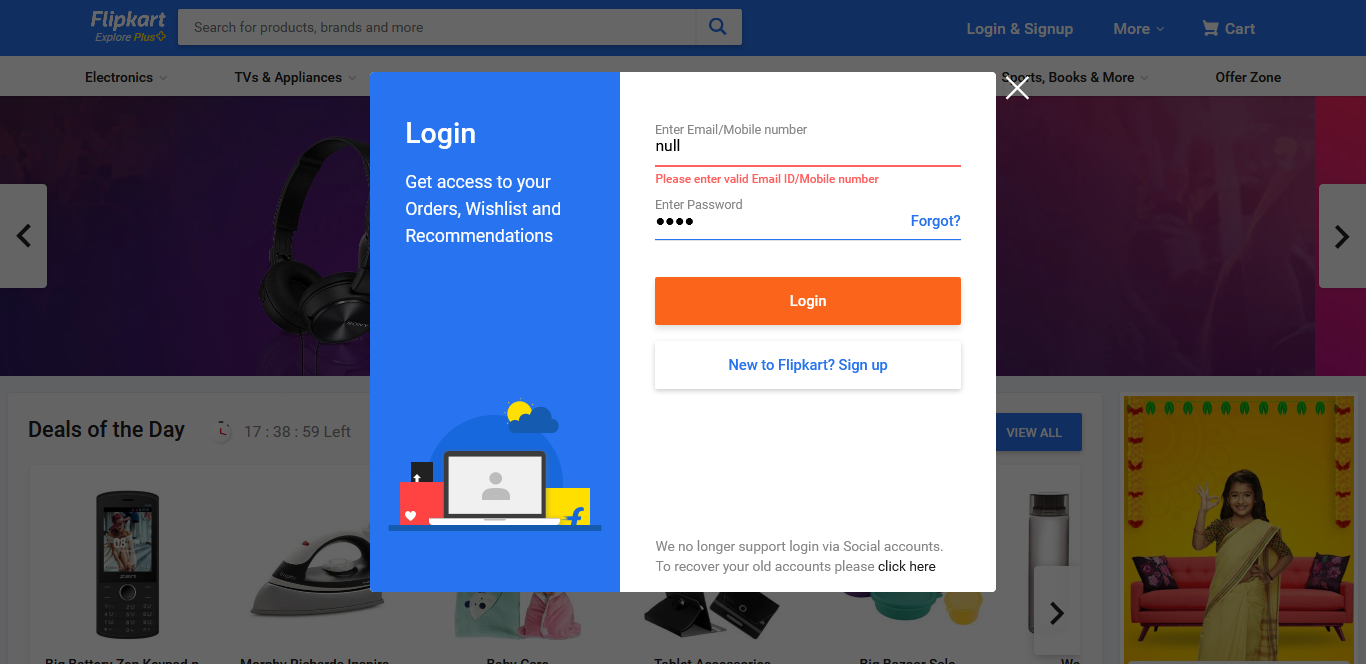 Flipkart
Explore Plus
Search for products, brands and more
Login & Signup
More
Cart
Electronics
TVs & Appliances
Sports, Books & More
Offer Zone
Login
Get access to your
Orders, Wishlist and
Recommendations
Enter Email/Mobile number
null
Please enter valid Email ID/Mobile number
Enter Password
Forgot?
Login
New to Flipkart? Sign up
We no longer support login via Social accounts.
To recover your old accounts please click here
SONY
Deals of the Day
17 : 38 : 59 Left
VIEW ALL
08:
zen
Big Battery Zen Keypad p
Morphy Richards Inspire
Baby Care
Tablet Accessories
Big Bazaar Sale
Wo